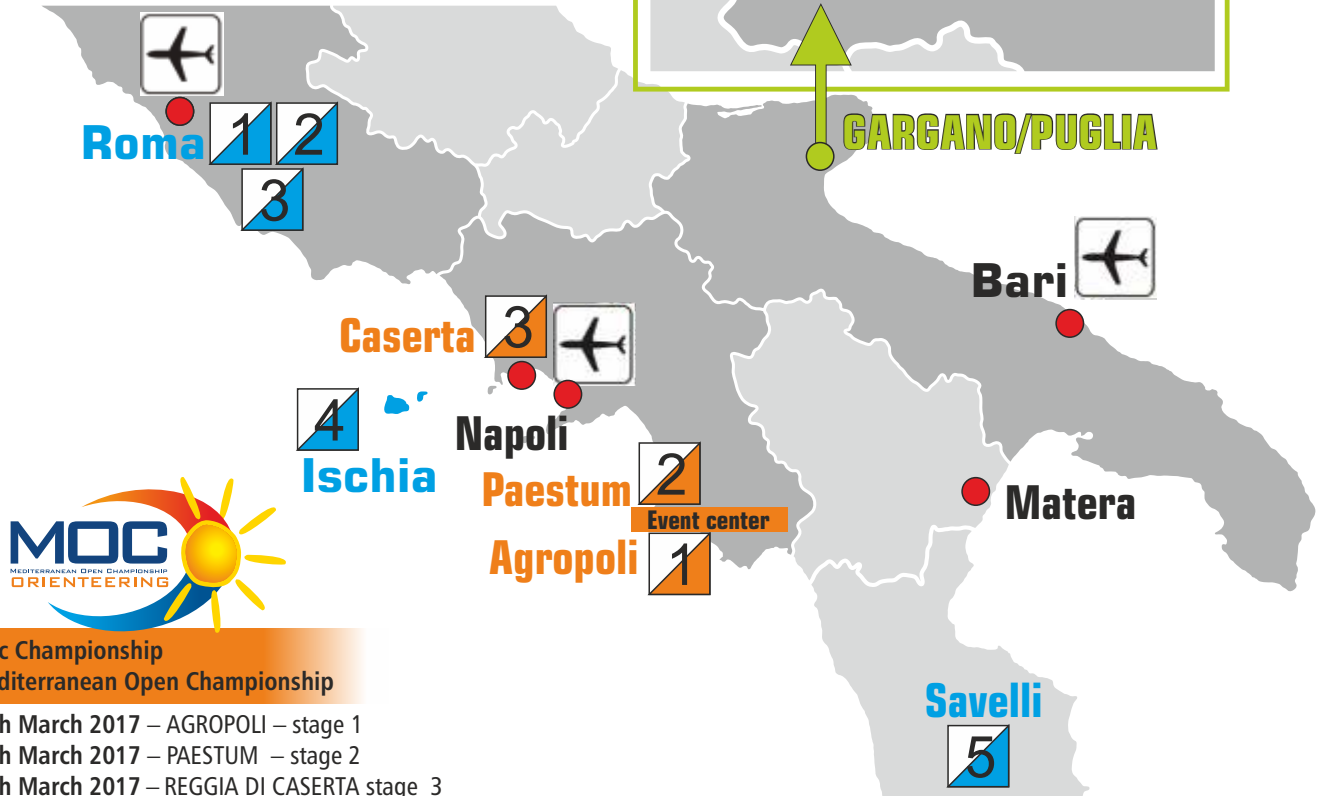 GARGANO/PUGLIA
Roma 1 2
3
Bari
Caserta 3
4
Napoli
Ischia
Paestum 2
Event center
Matera
Agropoli 1
MOC
MEDITERRANEAN OPEN CHAMPIONSHIP
ORIENTEERING
c Championship
diterranean Open Championship
h March 2017 – AGROPOLI – stage 1
h March 2017 – PAESTUM – stage 2
h March 2017 – REGGIA DI CASERTA stage 3
Savelli
5